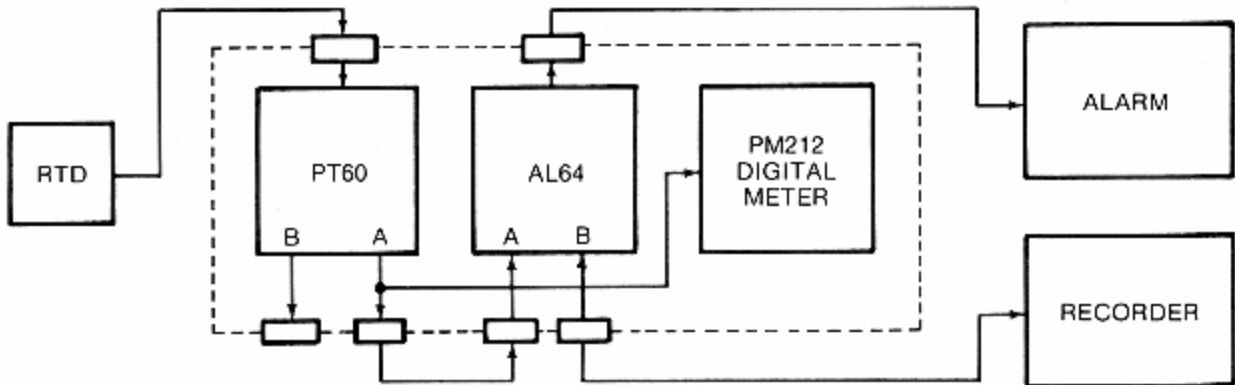 RTD
PT60
B A
AL64
A B
PM212
DIGITAL
METER
ALARM
RECORDER